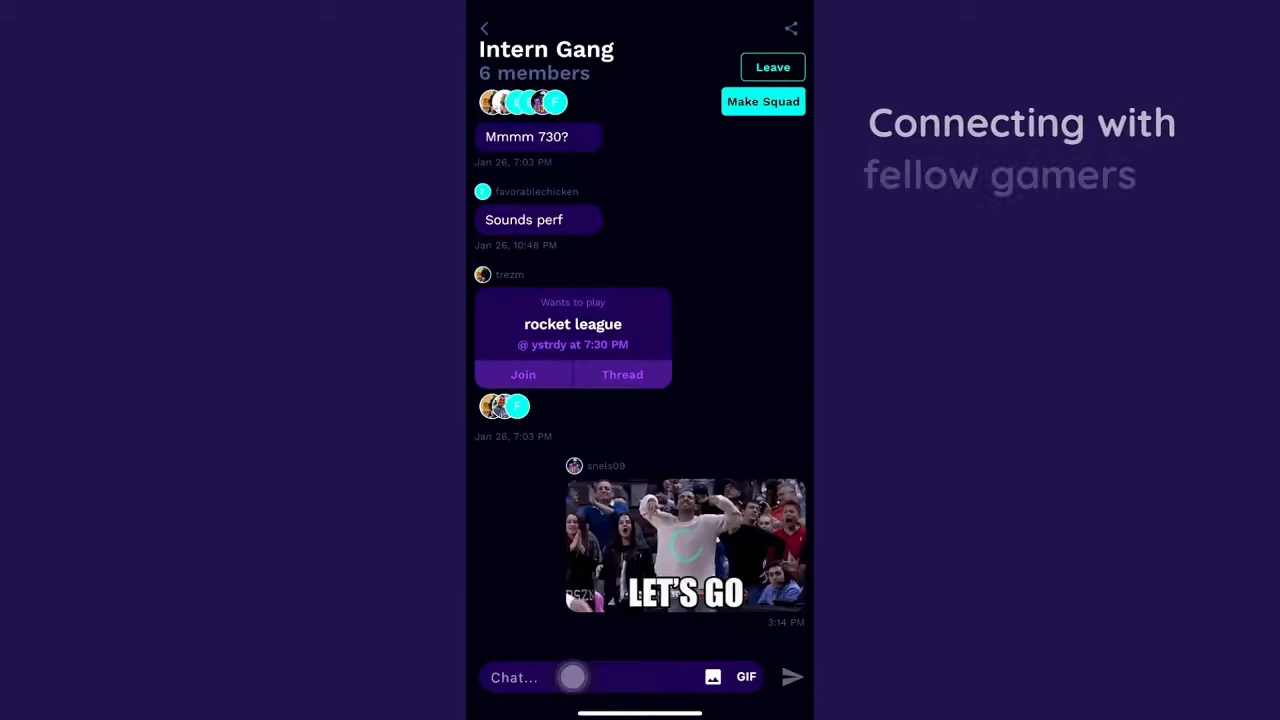 Intern Gang
6 members
Leave
Make Squad
Mmmm 730?
Jan 26, 7:03 PM
favorablechicken
Sounds perf
Jan 26, 10:48 PM
trezm
Wants to play
rocket league
@ ystrdy at 7:30 PM
Join Thread
F
Jan 26, 7:03 PM
snels09
LET'S GO
3:14 PM
Chat...
GIF
Connecting with
fellow gamers